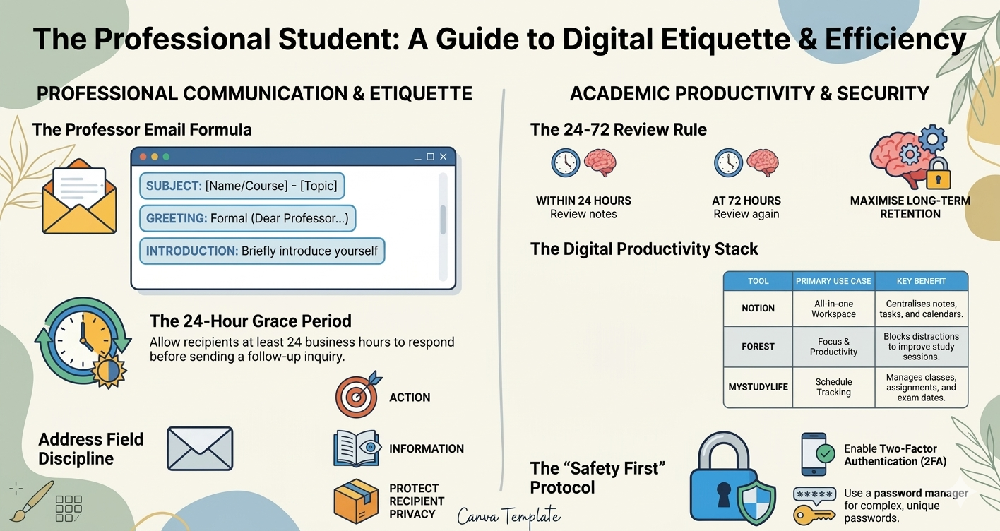 The Professional Student: A Guide to Digital Etiquette & Efficiency
PROFESSIONAL COMMUNICATION & ETIQUETTE
The Professor Email Formula
SUBJECT: [Name/Course] - [Topic]
GREETING: Formal (Dear Professor...)
INTRODUCTION: Briefly introduce yourself
The 24-Hour Grace Period
Allow recipients at least 24 business hours to respond
before sending a follow-up inquiry.
Address Field
Discipline
ACTION
INFORMATION
PROTECT
RECIPIENT
PRIVACY
ACADEMIC PRODUCTIVITY & SECURITY
The 24-72 Review Rule
WITHIN 24 HOURS
Review notes
AT 72 HOURS
Review again
MAXIMISE LONG-TERM
RETENTION
The Digital Productivity Stack
TOOL PRIMARY USE CASE KEY BENEFIT
NOTION
All-in-one
Workspace
Centralises notes,
tasks, and calendars.
FOREST
Focus &
Productivity
Blocks distractions
to improve study
sessions.
MYSTUDYLIFE
Schedule
Tracking
Manages classes,
assignments, and
exam dates.
The “Safety First”
Protocol
Enable Two-Factor
Authentication (2FA)
*****
Use a password manager
for complex, unique
passwords.
Canva Template